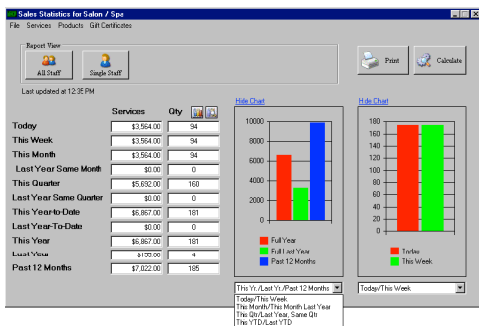 Sales Statistics for Salon / Spa
File Services Products Gift Certificates
Report View
All Staff Single Staff
Print Calculate
Last updated at 12:35 PM
Services Qty
Today $3,564.00 94
This Week $3,564.00 94
This Month $3,564.00 94
Last Year Same Month $0.00 0
This Quarter $5,692.00 160
Last Year Same Quarter $0.00 0
This Year-to-Date $6,867.00 181
Last Year-To-Date $0.00 0
This Year $6,867.00 181
Last Year $155.00 4
Past 12 Months $7,022.00 185
Hide Chart
10000
8000
6000
4000
2000
0
Full Year
Full Last Year
Past 12 Months
This Yr./Last Yr./Past 12 Months
Today/This Week
This Month/This Month Last Year
This Qtr/Last Year, Same Qtr
This YTD/Last YTD
Hide Chart
180
160
140
120
100
80
60
40
20
0
Today
This Week
Today/This Week